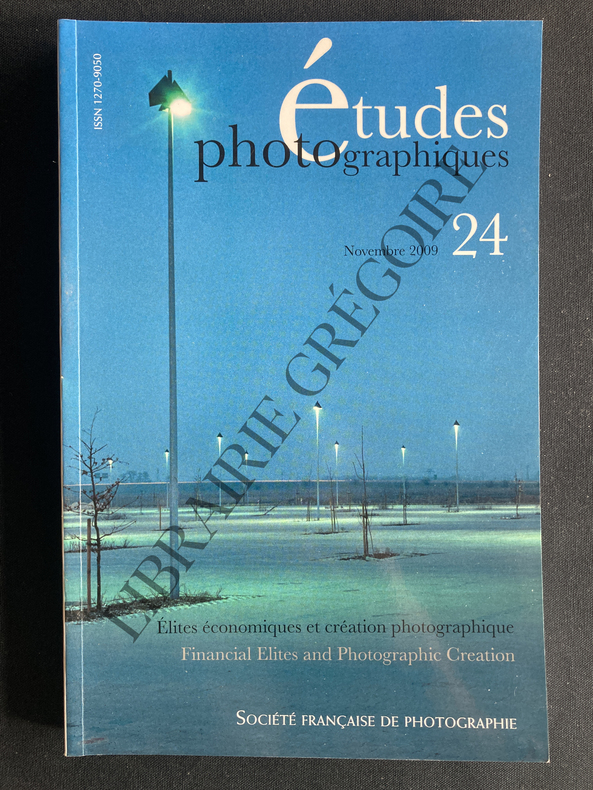 ISSN 1270-9050
études
photographiques
Novembre 2009 24
LIBRAIRIE GRÉGOIRE
Élites économiques et création photographique
Financial Elites and Photographic Creation
SOCIÉTÉ FRANÇAISE DE PHOTOGRAPHIE